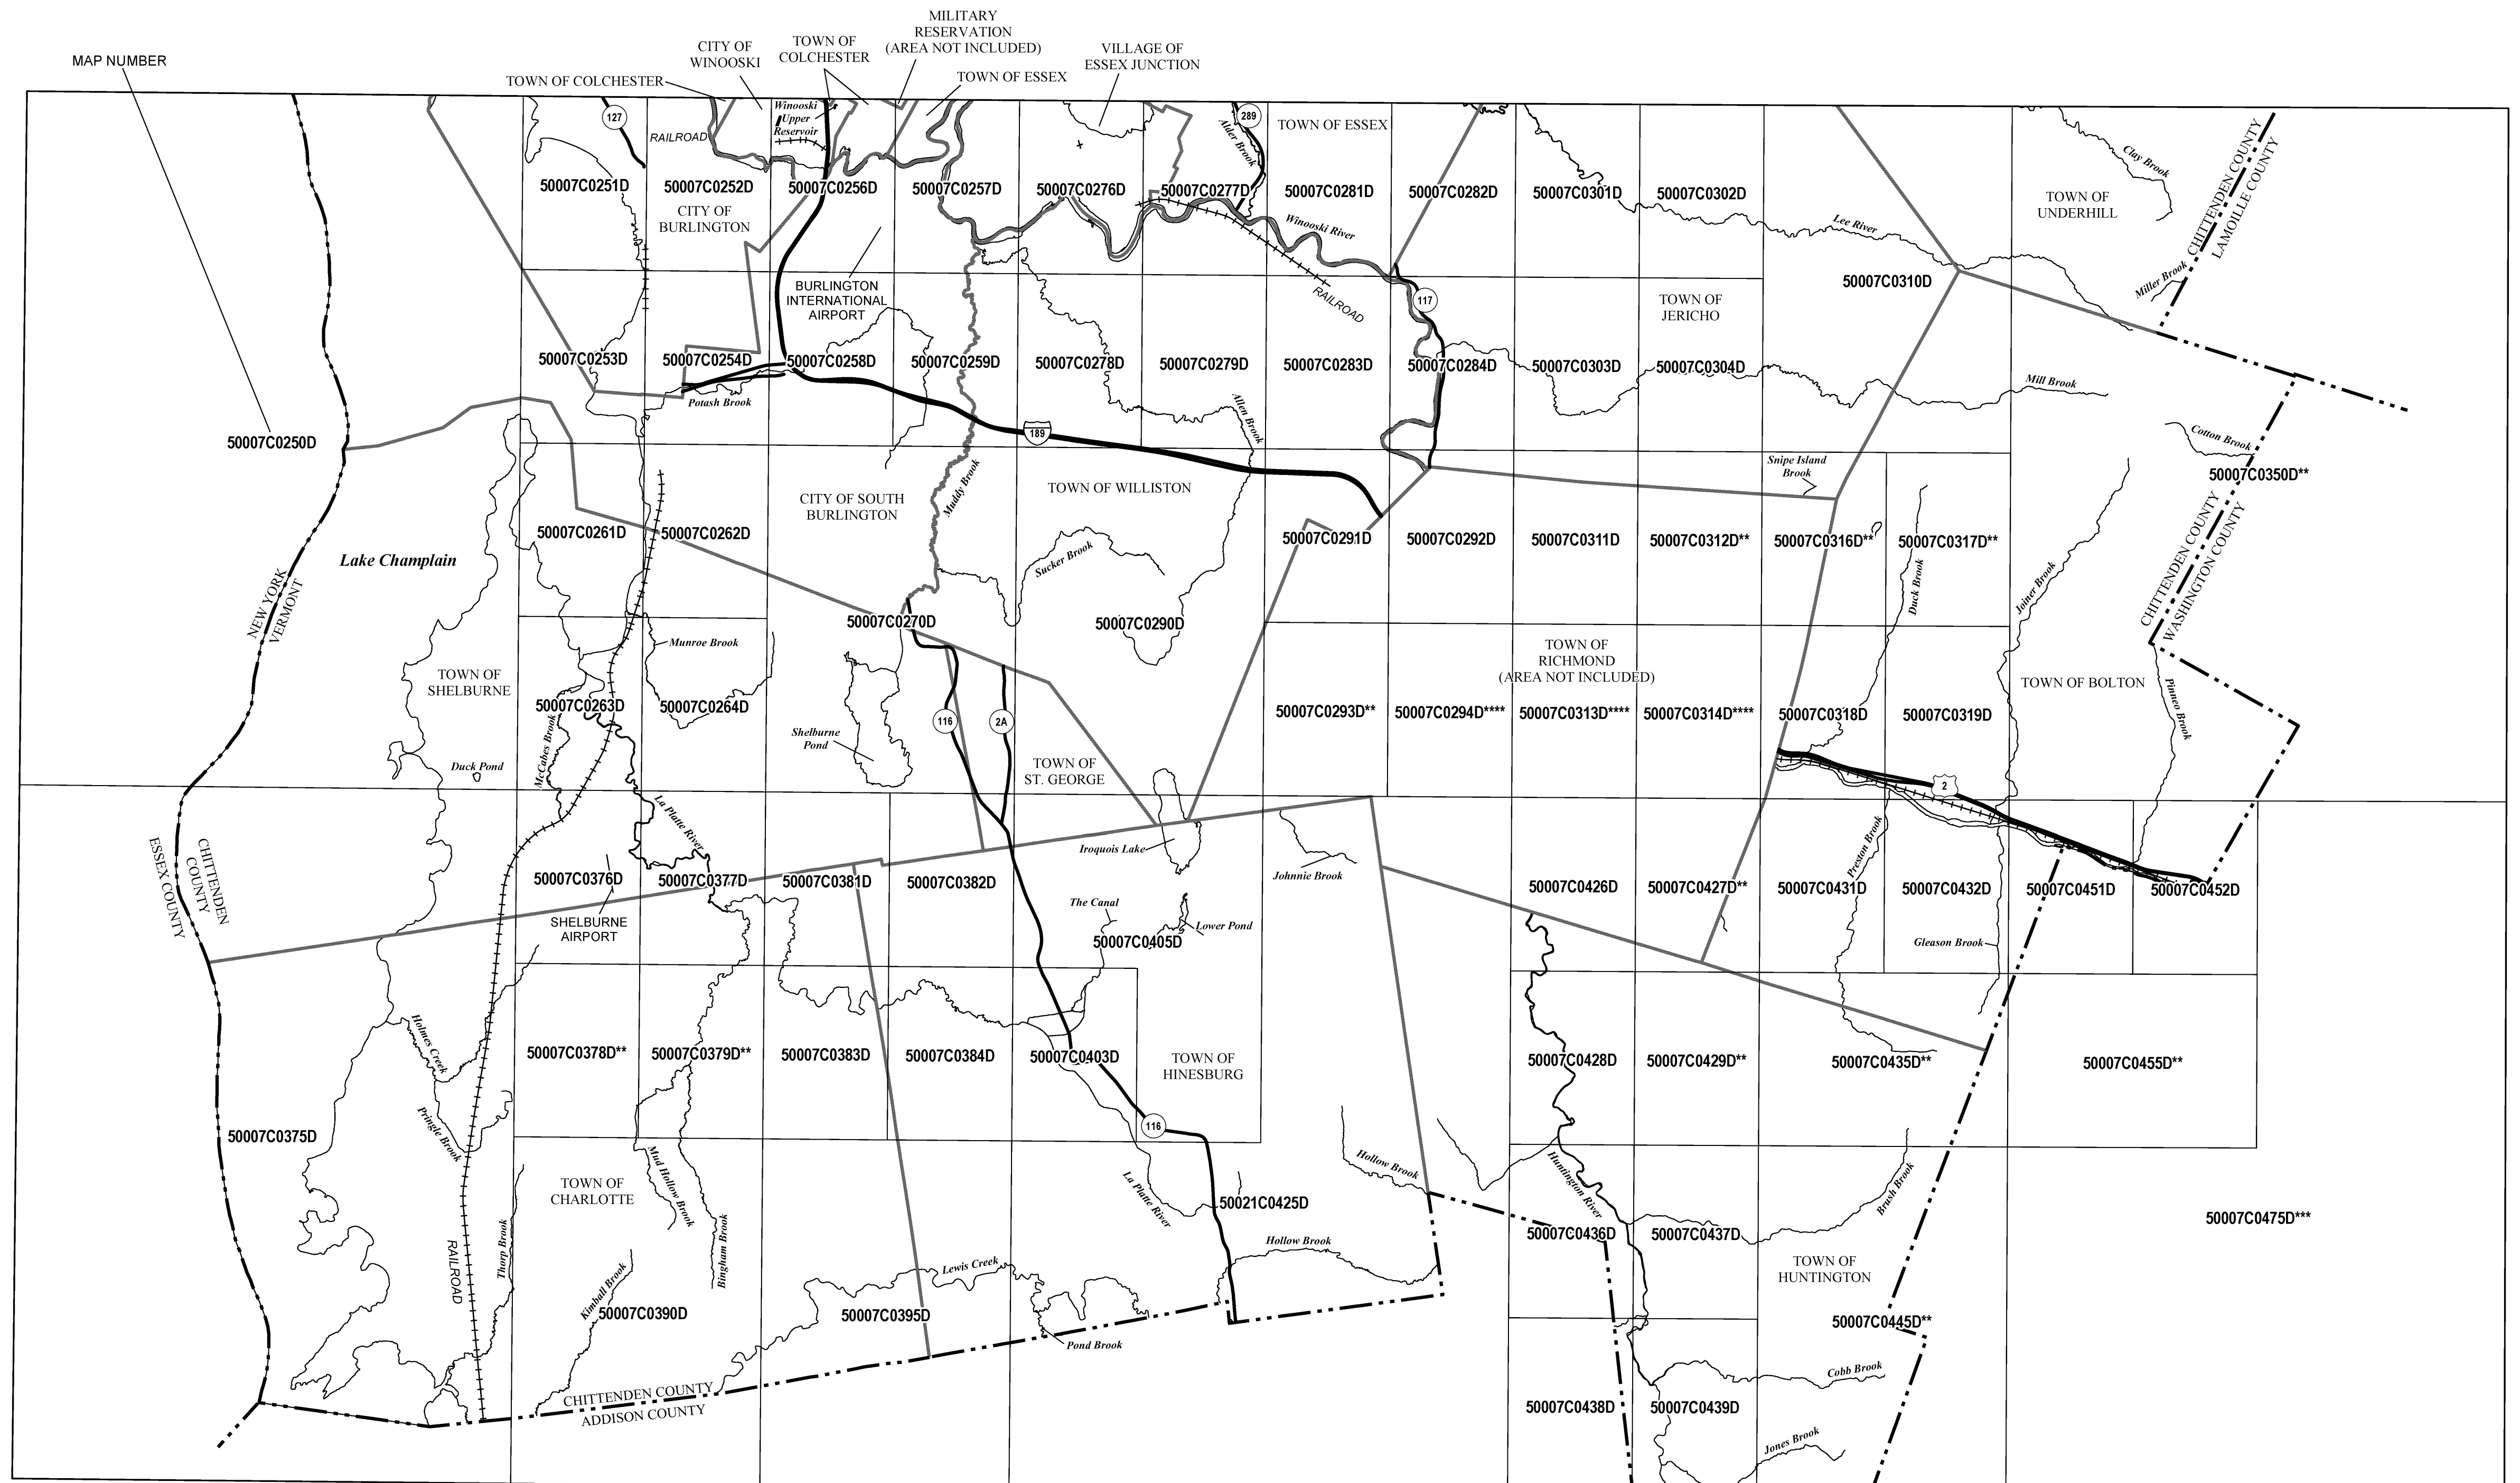 MILITARY
RESERVATION
(AREA NOT INCLUDED)
CITY OF
WINOOSKI
TOWN OF
COLCHESTER
VILLAGE OF
ESSEX JUNCTION
MAP NUMBER
TOWN OF COLCHESTER
TOWN OF ESSEX
127
RAILROAD
Winooski
Upper
Reservoir
289
Alder Brook
TOWN OF ESSEX
Clay Brook
CHITTENDEN COUNTY
LAMOILLE COUNTY
50007C0251D
50007C0252D
50007C0256D
50007C0257D
50007C0276D
50007C0277D
50007C0281D
50007C0282D
50007C0301D
50007C0302D
CITY OF
BURLINGTON
Winooski River
Lee River
TOWN OF
UNDERHILL
BURLINGTON
INTERNATIONAL
AIRPORT
RAILROAD
117
TOWN OF
JERICHO
50007C0310D
Miller Brook
50007C0253D
50007C0254D
50007C0258D
50007C0259D
50007C0278D
50007C0279D
50007C0283D
50007C0284D
50007C0303D
50007C0304D
Mill Brook
Potash Brook
189
Allen Brook
50007C0250D
Cotton Brook
50007C0350D**
Snipe Island
Brook
CITY OF SOUTH
BURLINGTON
Muddy Brook
TOWN OF WILLISTON
CHITTENDEN COUNTY
WASHINGTON COUNTY
Lake Champlain
50007C0261D
50007C0262D
Sucker Brook
50007C0291D
50007C0292D
50007C0311D
50007C0312D**
50007C0316D**
50007C0317D**
Duck Brook
Joiner Brook
NEW YORK
VERMONT
50007C0270D
50007C0290D
Munroe Brook
TOWN OF
SHELBURNE
TOWN OF
RICHMOND
(AREA NOT INCLUDED)
TOWN OF BOLTON
50007C0263D
50007C0264D
50007C0293D**
50007C0294D****
50007C0313D****
50007C0314D****
50007C0318D
50007C0319D
Pinneo Brook
Shelburne
Pond
116
2A
McCabes Brook
Duck Pond
TOWN OF
ST. GEORGE
2
La Platte River
ESSEX COUNTY
CHITTENDEN
COUNTY
Iroquois Lake
Johnnie Brook
Preston Brook
50007C0376D
50007C0377D
50007C0381D
50007C0382D
50007C0426D
50007C0427D**
50007C0431D
50007C0432D
50007C0451D
50007C0452D
SHELBURNE
AIRPORT
The Canal
Lower Pond
50007C0405D
Gleason Brook
Holmes Creek
50007C0378D**
50007C0379D**
50007C0383D
50007C0384D
50007C0403D
TOWN OF
HINESBURG
50007C0428D
50007C0429D**
50007C0435D**
50007C0455D**
50007C0375D
Pringle Brook
116
Mud Hollow Brook
Hollow Brook
Huntington River
Brush Brook
TOWN OF
CHARLOTTE
La Platte River
50021C0425D
50007C0475D***
RAILROAD
Thorp Brook
Bingham Brook
Hollow Brook
50007C0436D
50007C0437D
Lewis Creek
TOWN OF
HUNTINGTON
Kimball Brook
50007C0390D
50007C0395D
50007C0445D**
Pond Brook
Cobb Brook
CHITTENDEN COUNTY
ADDISON COUNTY
50007C0438D
50007C0439D
Jones Brook